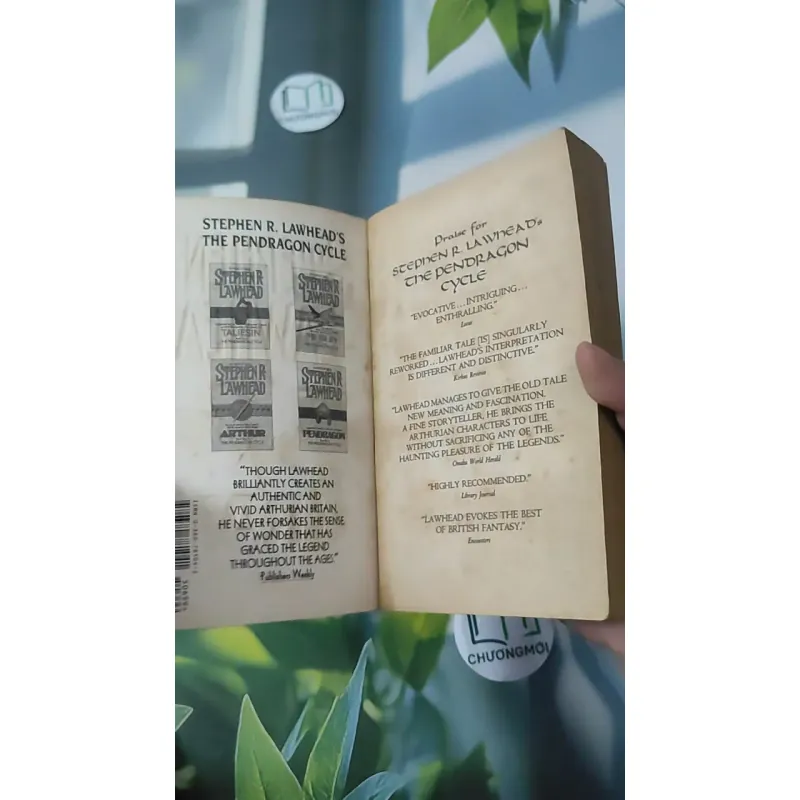 CHƯƠNGMỚI
STEPHEN R. LAWHEAD'S
THE PENDRAGON CYCLE
STEPHEN R
LAWHEAD
TALIESIN
STEPHEN R
LAWHEAD
STEPHEN R
LAWHEAD
ARTHUR
STEPHEN R
LAWHEAD
PENDRAGON
"THOUGH LAWHEAD
BRILLIANTLY CREATES AN
AUTHENTIC AND
VIVID ARTHURIAN BRITAIN,
HE NEVER FORSAKES THE SENSE
OF WONDER THAT HAS
GRACED THE LEGEND
THROUGHOUT THE AGES."
Publishers Weekly
Praise for
STEPHEN R. LAWHEAD's
THE PENDRAGON
CYCLE
"EVOCATIVE...INTRIGUING...
ENTHRALLING."
Locus
"THE FAMILIAR TALE [IS] SINGULARLY
REWORKED...LAWHEAD'S INTERPRETATION
IS DIFFERENT AND DISTINCTIVE."
Kirkus Reviews
"LAWHEAD MANAGES TO GIVE THE OLD TALE
NEW MEANING AND FASCINATION.
A FINE STORYTELLER, HE BRINGS THE
ARTHURIAN CHARACTERS TO LIFE
WITHOUT SACRIFICING ANY OF THE
HAUNTING PLEASURE OF THE LEGENDS."
Omaha World Herald
"HIGHLY RECOMMENDED."
Library Journal
"LAWHEAD EVOKES THE BEST
OF BRITISH FANTASY."
Encounters
CHƯƠNGMỚI